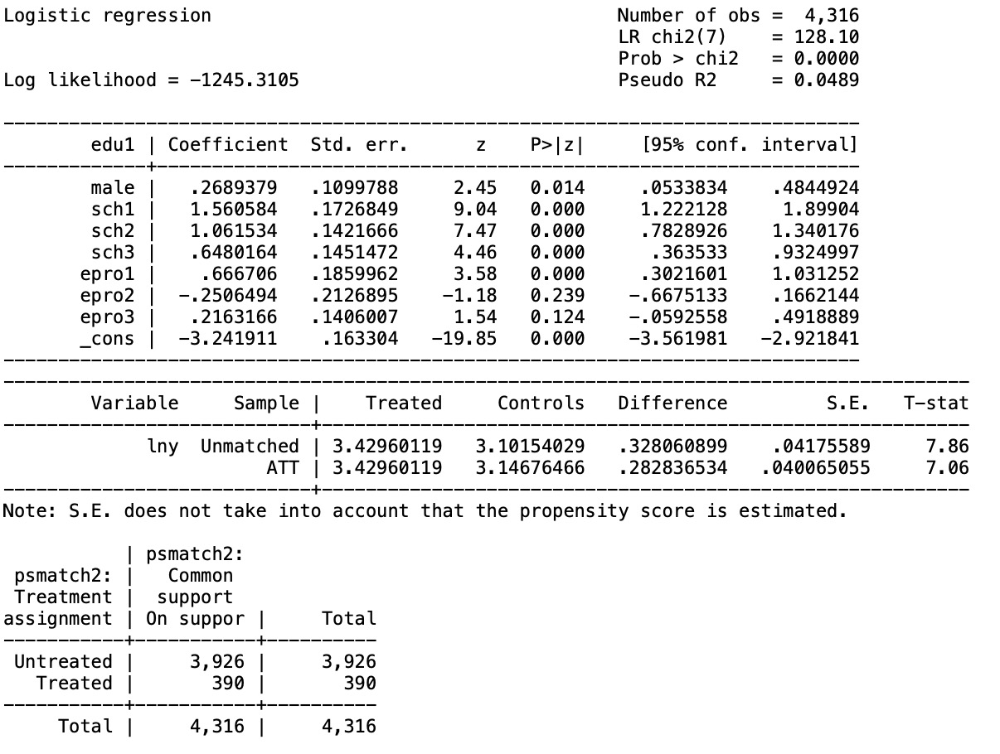 Logistic regression                                     Number of obs =  4,316
                                                        LR chi2(7)    = 128.10
                                                        Prob > chi2   = 0.0000
Log likelihood = -1245.3105                             Pseudo R2     = 0.0489

------------------------------------------------------------------------------
        edu1 | Coefficient  Std. err.      z    P>|z|     [95% conf. interval]
-------------+----------------------------------------------------------------
        male |   .2689379   .1099788     2.45   0.014     .0533834    .4844924
        sch1 |   1.560584   .1726849     9.04   0.000     1.222128     1.89904
        sch2 |   1.061534   .1421666     7.47   0.000     .7828926    1.340176
        sch3 |   .6480164   .1451472     4.46   0.000      .363533    .9324997
       epro1 |    .666706   .1859962     3.58   0.000     .3021601    1.031252
       epro2 |  -.2506494   .2126895    -1.18   0.239    -.6675133    .1662144
       epro3 |   .2163166   .1406007     1.54   0.124    -.0592558    .4918889
       _cons |  -3.241911    .163304   -19.85   0.000    -3.561981   -2.921841
------------------------------------------------------------------------------
----------------------------------------------------------------------------------------
        Variable     Sample |    Treated     Controls   Difference         S.E.   T-stat
----------------------------+-----------------------------------------------------------
             lny  Unmatched | 3.42960119   3.10154029   .328060899    .04175589     7.86
                        ATT | 3.42960119   3.14676466   .282836534   .040065055     7.06
----------------------------+-----------------------------------------------------------
Note: S.E. does not take into account that the propensity score is estimated.

           | psmatch2:
 psmatch2: |   Common
 Treatment |  support
assignment | On suppor |     Total
-----------+-----------+----------
 Untreated |     3,926 |     3,926
   Treated |       390 |       390
-----------+-----------+----------
     Total |     4,316 |     4,316